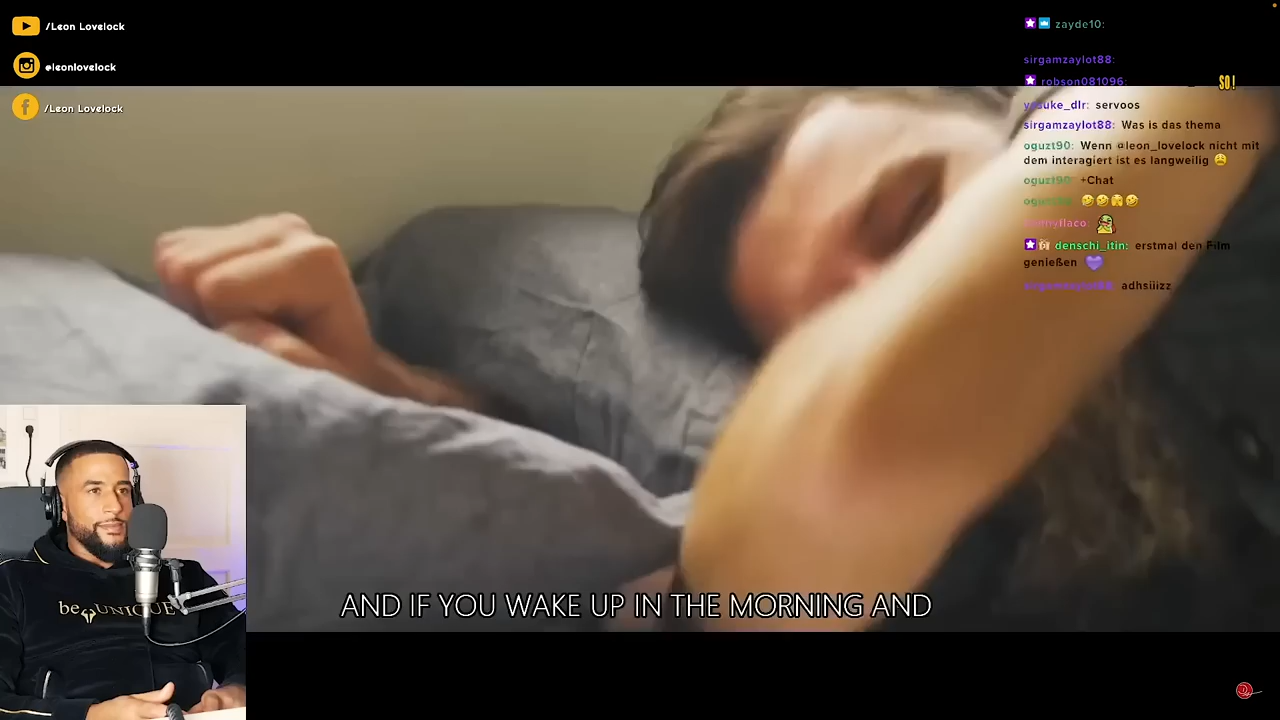 /Leon Lovelock
@leonlovelock
/Leon Lovelock
zayde10:
sirgamzaylot88:
robson081096:
SO!
yasuke_dlr: servoos
sirgamzaylot88: Was is das thema
oguzt90: Wenn @leon_lovelock nicht mit
dem interagiert ist es langweilig
oguzt90: +Chat
denschi_itin: erstmal den Film
genießen
adhsiiizz
be UNIQUE
AND IF YOU WAKE UP IN THE MORNING AND